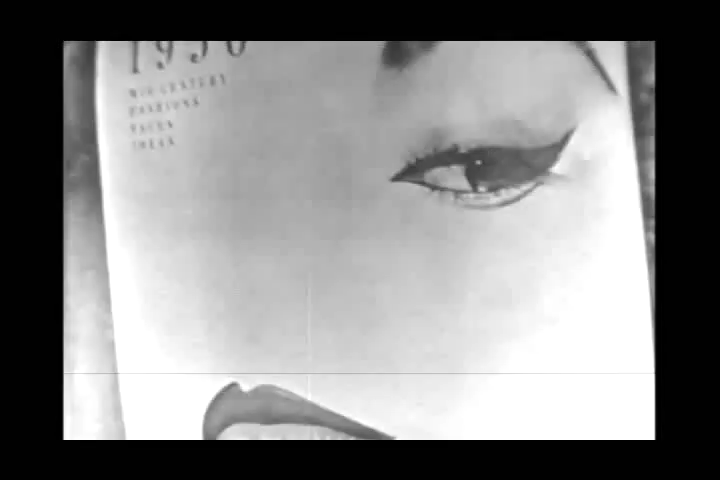 1950
MID-CENTURY
FASHIONS
FACES
IDEAS